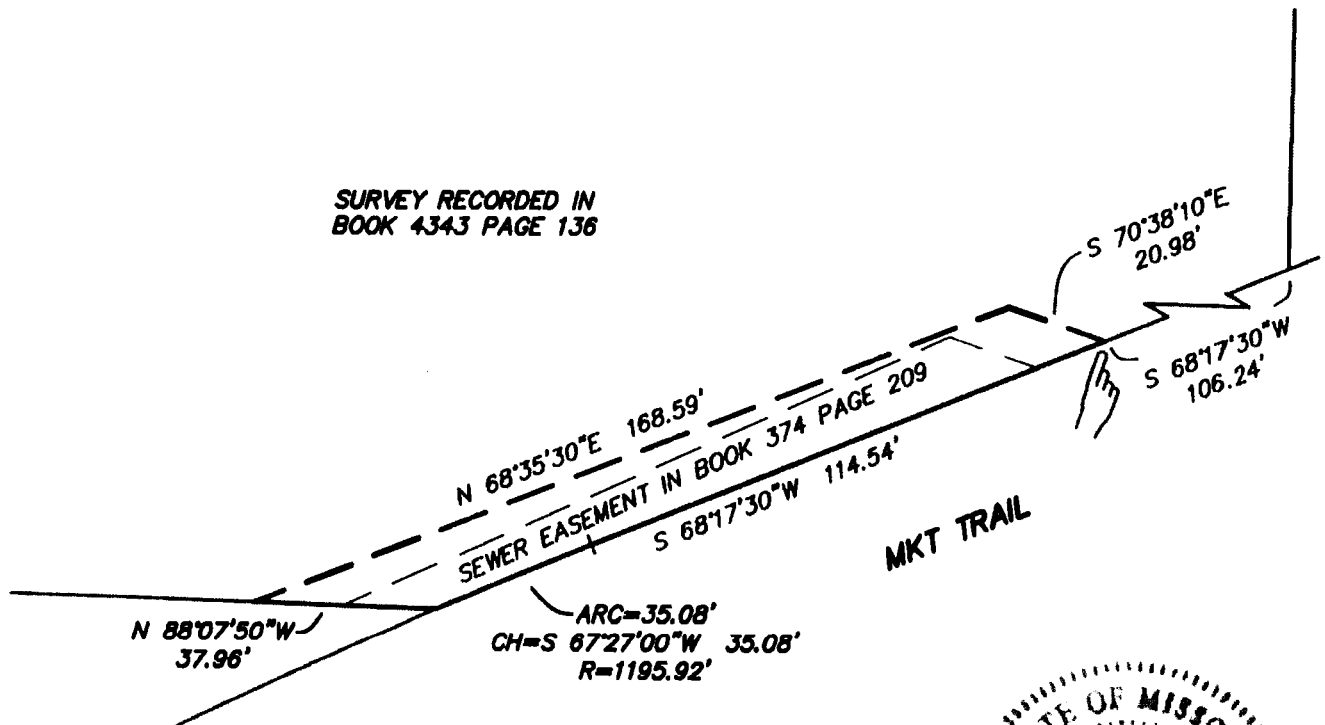 SURVEY RECORDED IN
BOOK 4343 PAGE 136
S 70°38'10"E
20.98'
S 68°17'30"W
106.24'
N 68°35'30"E 168.59'
SEWER EASEMENT IN BOOK 374 PAGE 209
S 68°17'30"W 114.54'
MKT TRAIL
N 88°07'50"W
37.96'
ARC=35.08'
CH=S 67°27'00"W 35.08'
R=1195.92'
OF